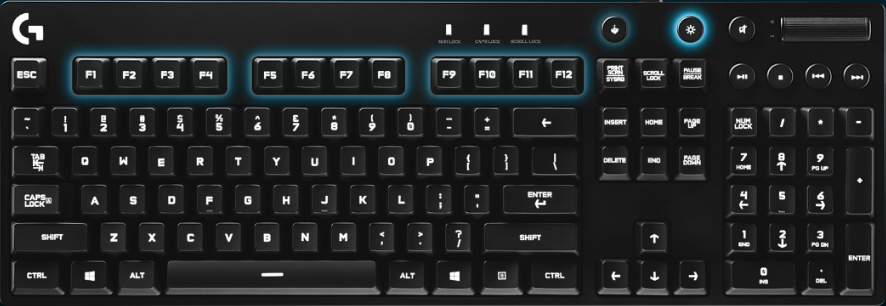 NUM LOCK CAPS LOCK SCROLL LOCK
ESC F1 F2 F3 F4 F5 F6 F7 F8 F9 F10 F11 F12 PRINT SCRN SYSRQ SCROLL LOCK PAUSE BREAK
~ ` ! 1 @ 2 # 3 $ 4 % 5 ^ 6 & 7 * 8 ( 9 ) 0 - + = ← INSERT HOME PAGE UP NUM LOCK / * -
TAB Q W E R T Y U I O P { [ } ] | \ DELETE END PAGE DOWN 7 HOME 8 ↑ 9 PG UP +
CAPS LOCK A A S D F G H J K L : ; " ' ENTER ↵ 4 ← 5 6 →
SHIFT Z X C V B N M < , > . ? / SHIFT ↑ 1 END 2 ↓ 3 PG DN ENTER
CTRL ALT ALT CTRL ← ↓ → 0 INS . DEL